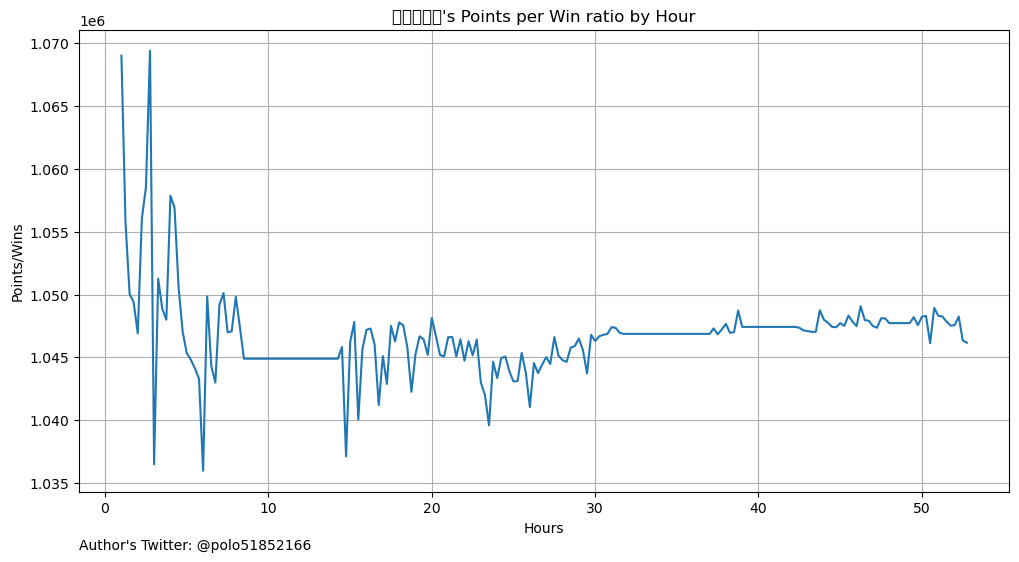 's Points per Win ratio by Hour
1e6
1.070
1.065
1.060
1.055
1.050
1.045
1.040
1.035
Points/Wins
0 10 20 30 40 50
Hours
Author's Twitter: @polo51852166